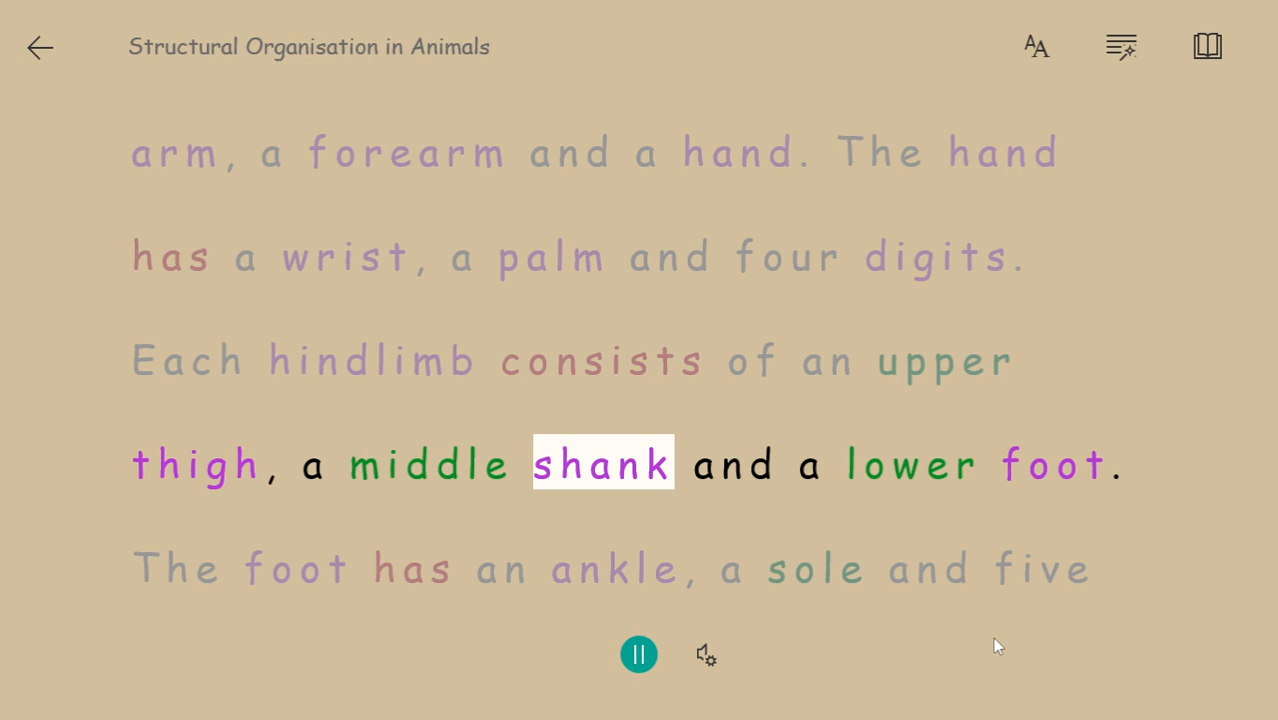 Structural Organisation in Animals
AA
arm, a forearm and a hand. The hand
has a wrist, a palm and four digits.
Each hindlimb consists of an upper
thigh, a middle shank and a lower foot.
The foot has an ankle, a sole and five